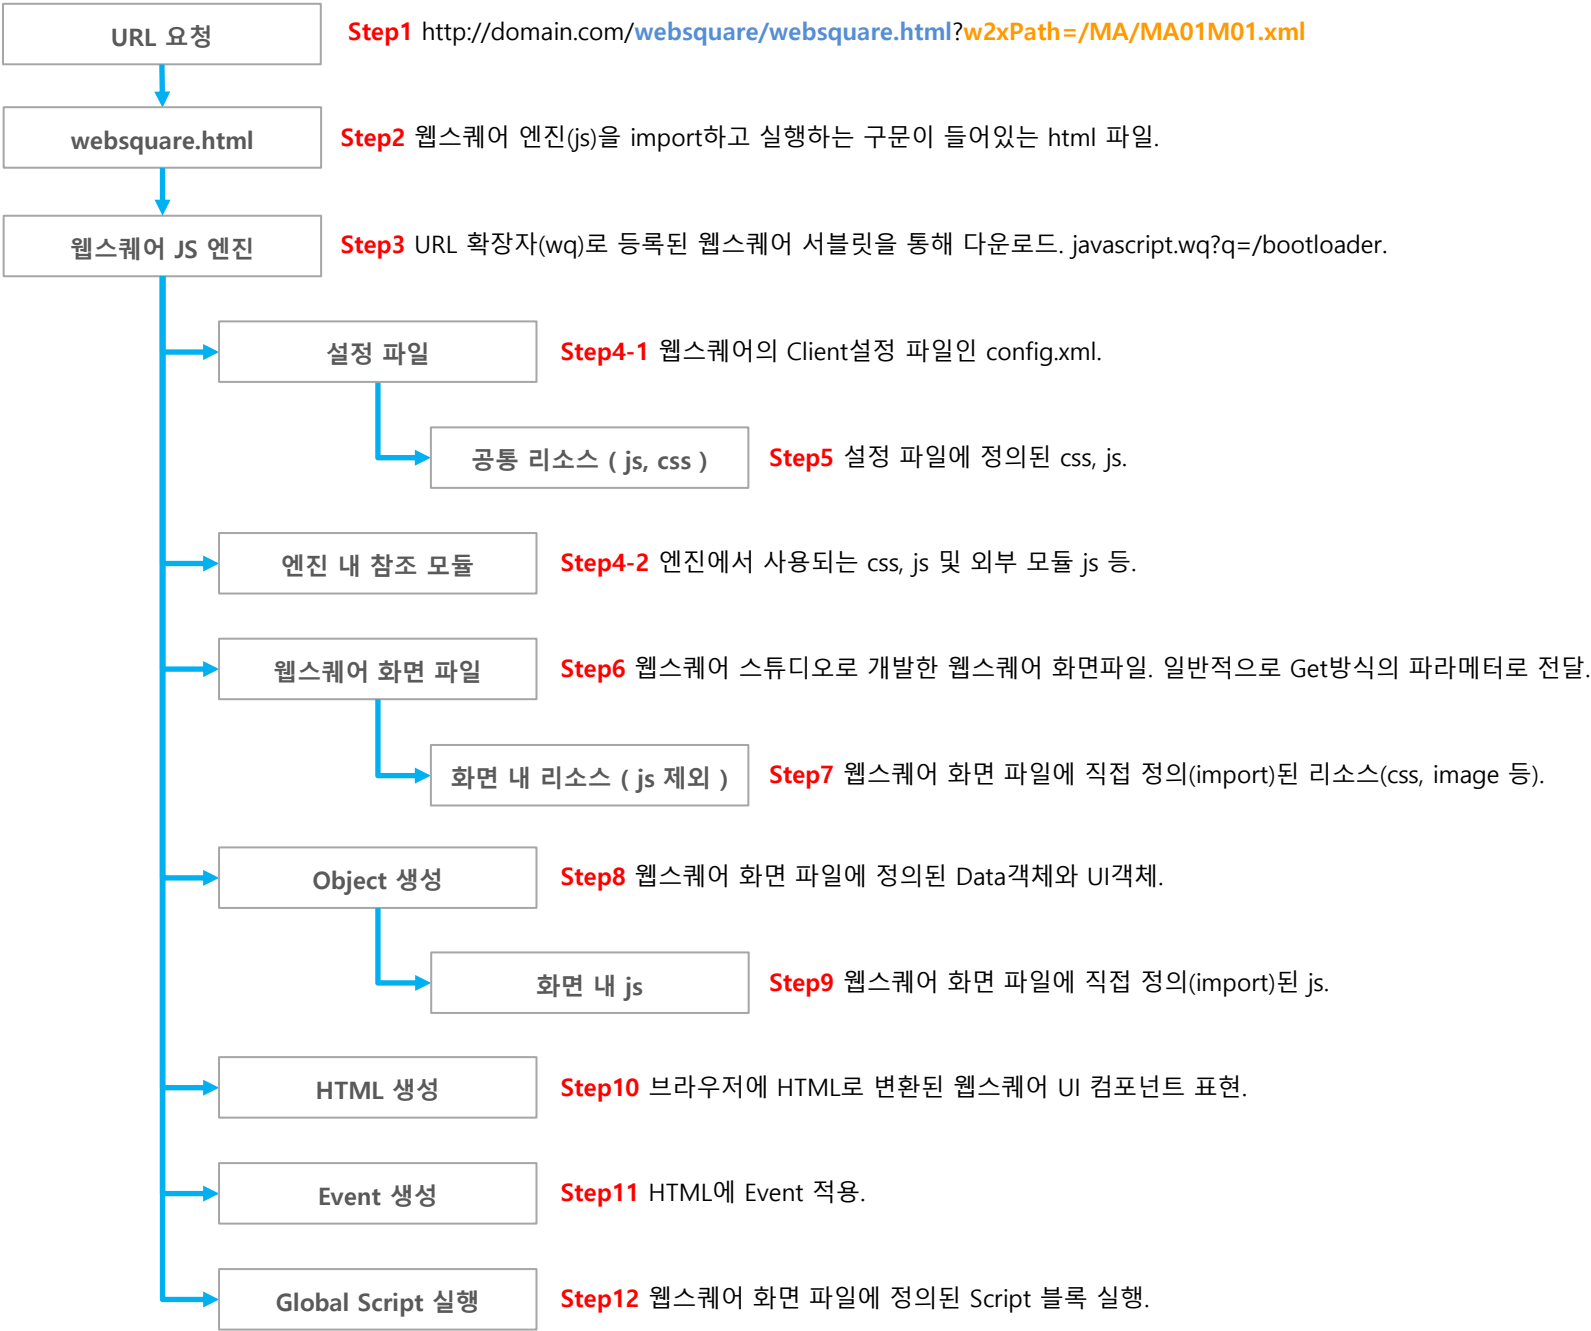 URL 요청
Step1 http://domain.com/websquare/websquare.html?w2xPath=/MA/MA01M01.xml
websquare.html
Step2 웹스퀘어 엔진(js)을 import하고 실행하는 구문이 들어있는 html 파일.
웹스퀘어 JS 엔진
Step3 URL 확장자(wq)로 등록된 웹스퀘어 서블릿을 통해 다운로드. javascript.wq?q=/bootloader.
설정 파일
Step4-1 웹스퀘어의 Client설정 파일인 config.xml.
공통 리소스 ( js, css )
Step5 설정 파일에 정의된 css, js.
엔진 내 참조 모듈
Step4-2 엔진에서 사용되는 css, js 및 외부 모듈 js 등.
웹스퀘어 화면 파일
Step6 웹스퀘어 스튜디오로 개발한 웹스퀘어 화면파일. 일반적으로 Get방식의 파라메터로 전달.
화면 내 리소스 ( js 제외 )
Step7 웹스퀘어 화면 파일에 직접 정의(import)된 리소스(css, image 등).
Object 생성
Step8 웹스퀘어 화면 파일에 정의된 Data객체와 UI객체.
화면 내 js
Step9 웹스퀘어 화면 파일에 직접 정의(import)된 js.
HTML 생성
Step10 브라우저에 HTML로 변환된 웹스퀘어 UI 컴포넌트 표현.
Event 생성
Step11 HTML에 Event 적용.
Global Script 실행
Step12 웹스퀘어 화면 파일에 정의된 Script 블록 실행.